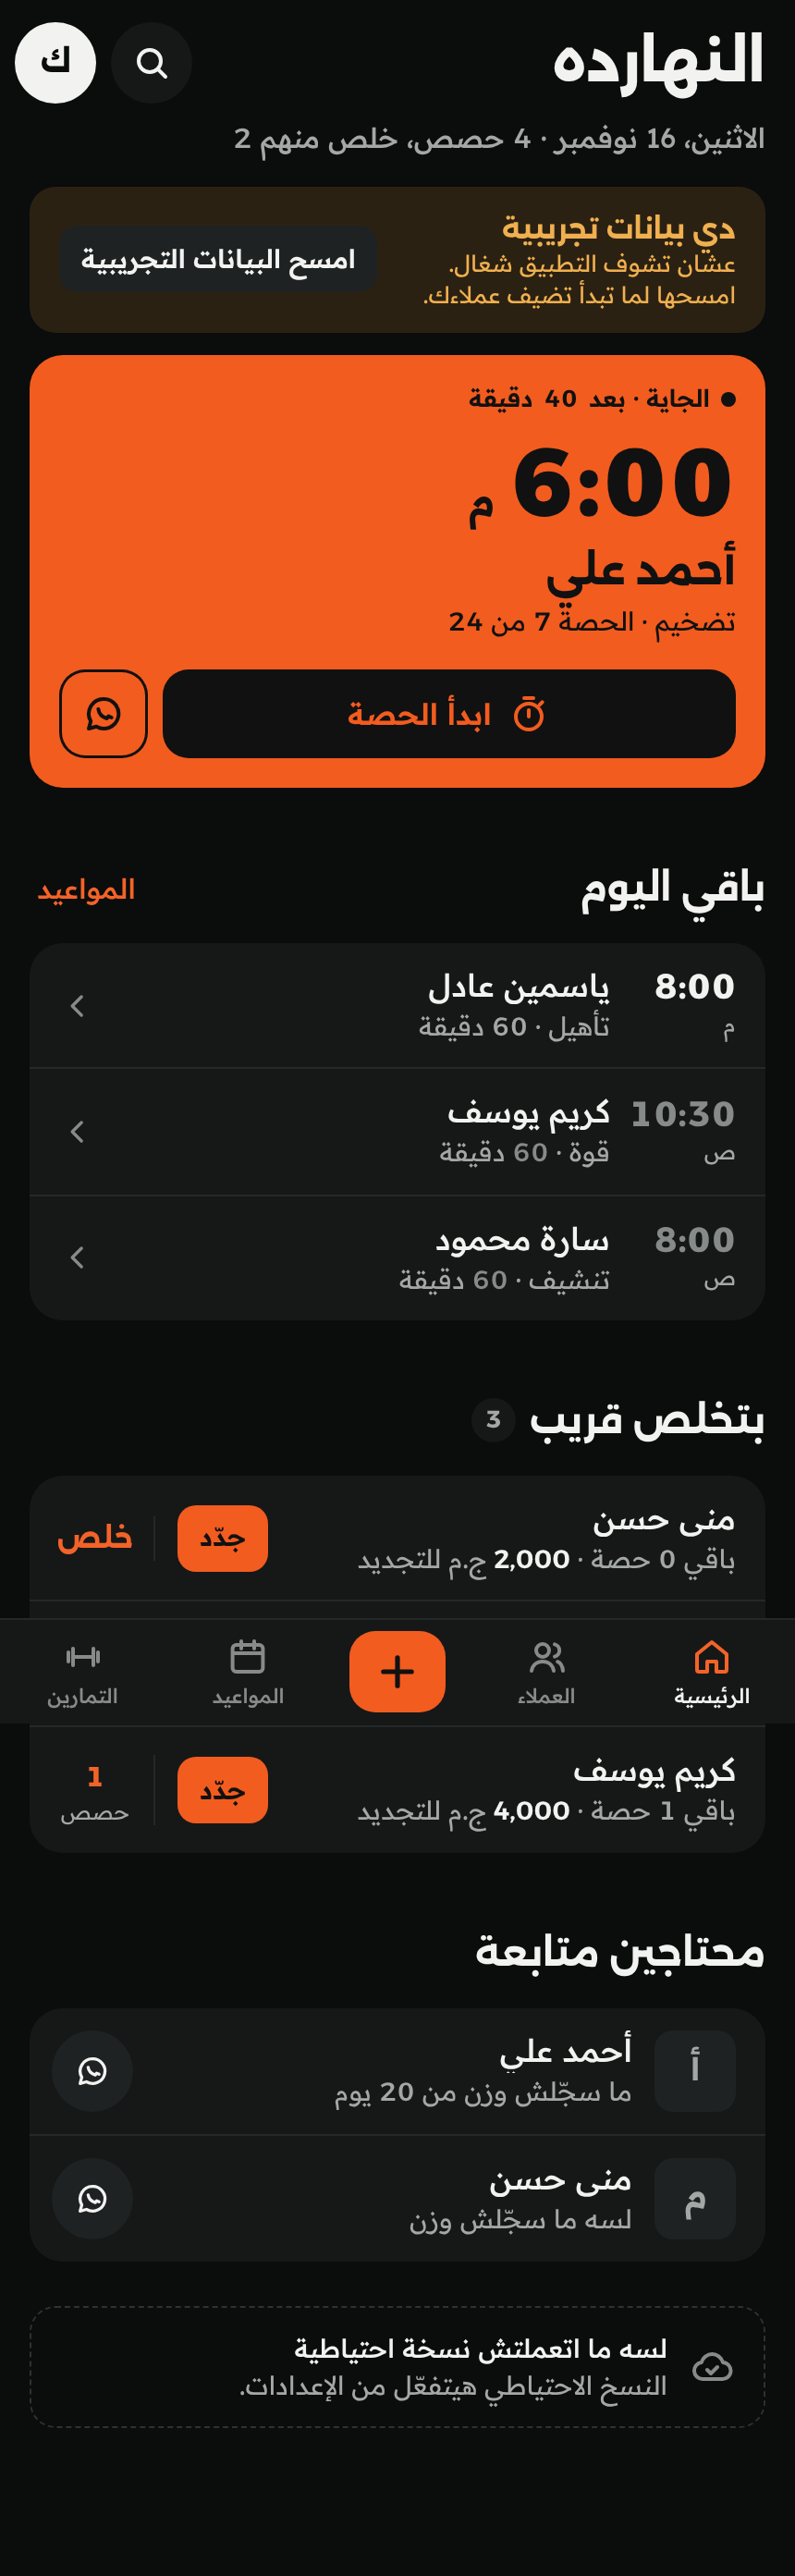 النهارده
ك
الاثنين، 16 نوفمبر · 4 حصص، خلص منهم 2
دي بيانات تجريبية
عشان تشوف التطبيق شغال.
امسحها لما تبدأ تضيف عملاءك.
امسح البيانات التجريبية
الجاية · بعد 40 دقيقة
6:00 م
أحمد علي
تضخيم · الحصة 7 من 24
ابدأ الحصة
باقي اليوم
المواعيد
8:00 م
ياسمين عادل
تأهيل · 60 دقيقة
10:30 ص
كريم يوسف
قوة · 60 دقيقة
8:00 ص
سارة محمود
تنشيف · 60 دقيقة
بتخلص قريب 3
منى حسن
باقي 0 حصة · 2,000 ج.م للتجديد
جدّد
خلص
الرئيسية
العملاء
المواعيد
التمارين
كريم يوسف
باقي 1 حصة · 4,000 ج.م للتجديد
جدّد
1
حصص
محتاجين متابعة
أ
أحمد علي
ما سجّلش وزن من 20 يوم
م
منى حسن
لسه ما سجّلش وزن
لسه ما اتعملتش نسخة احتياطية
النسخ الاحتياطي هيتفعّل من الإعدادات.